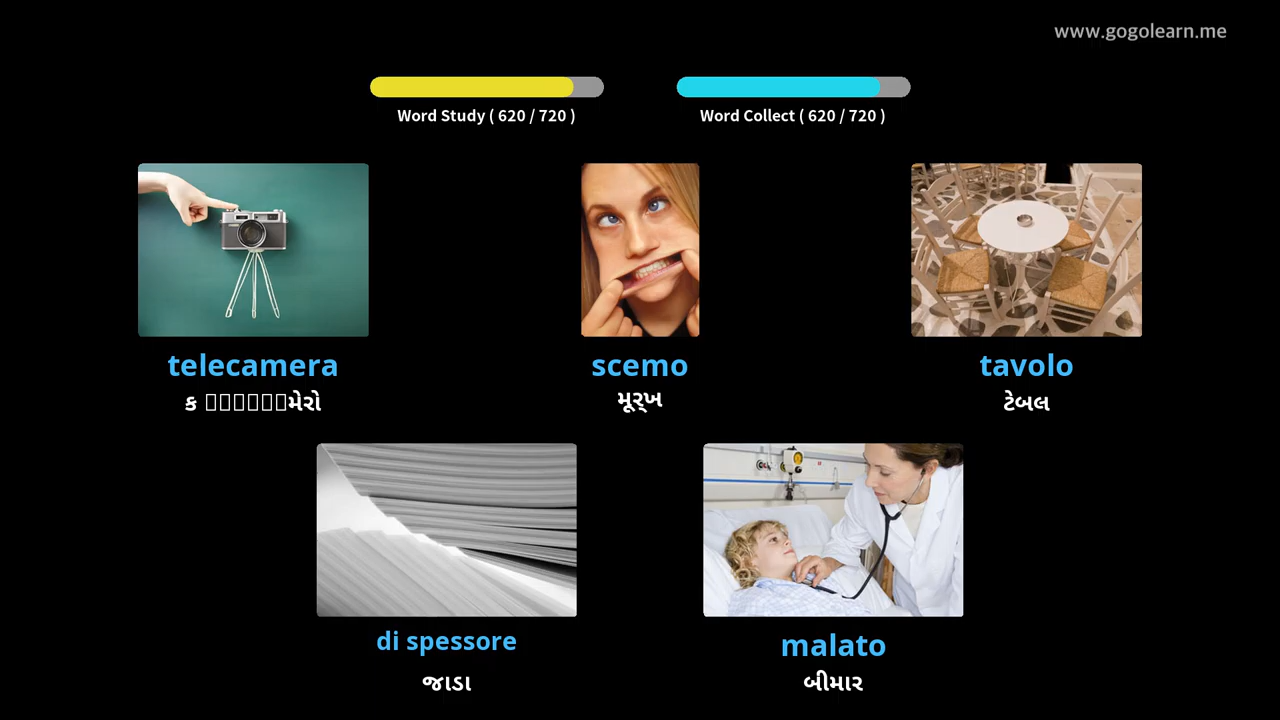 www.gogolearn.me
Word Study ( 620 / 720 )
Word Collect ( 620 / 720 )
telecamera
scemo
tavolo
ક □□□□□□મેરો
મૂર્ખ
ટેબલ
di spessore
malato
જાડા
બીમાર